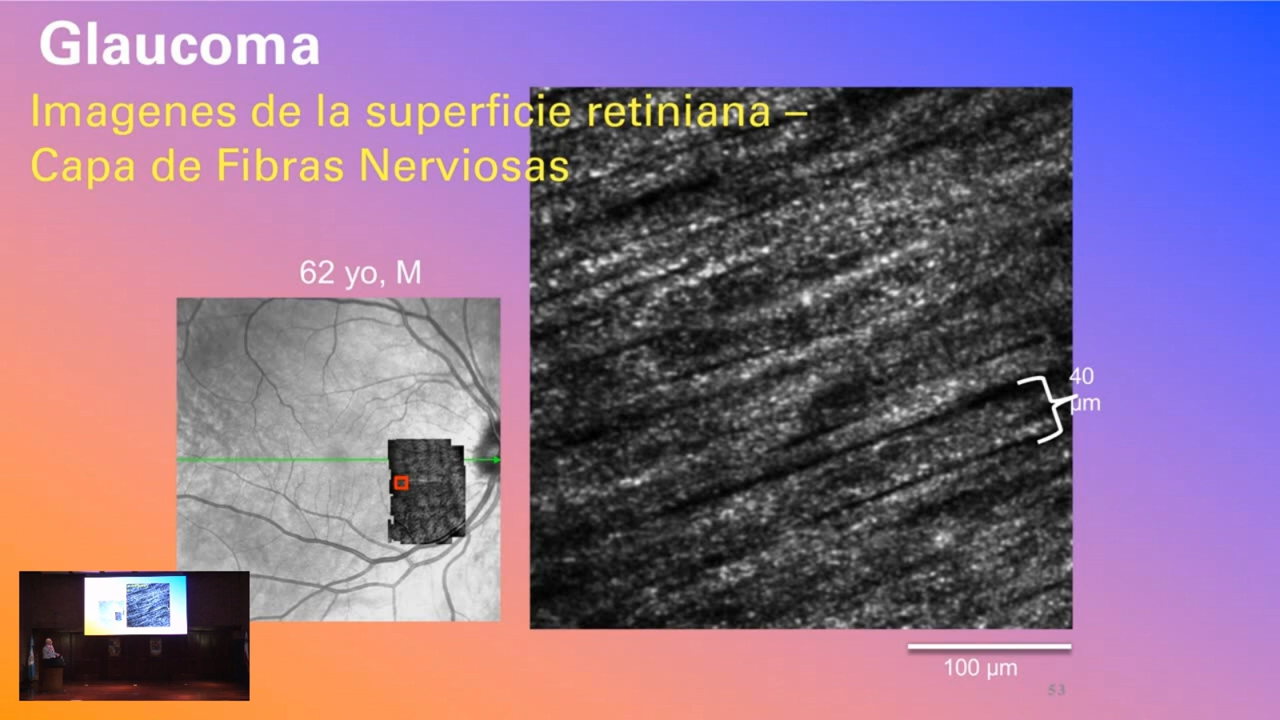 Glaucoma
Imagenes de la superficie retiniana –
Capa de Fibras Nerviosas
62 yo, M
40
µm
100 µm
53